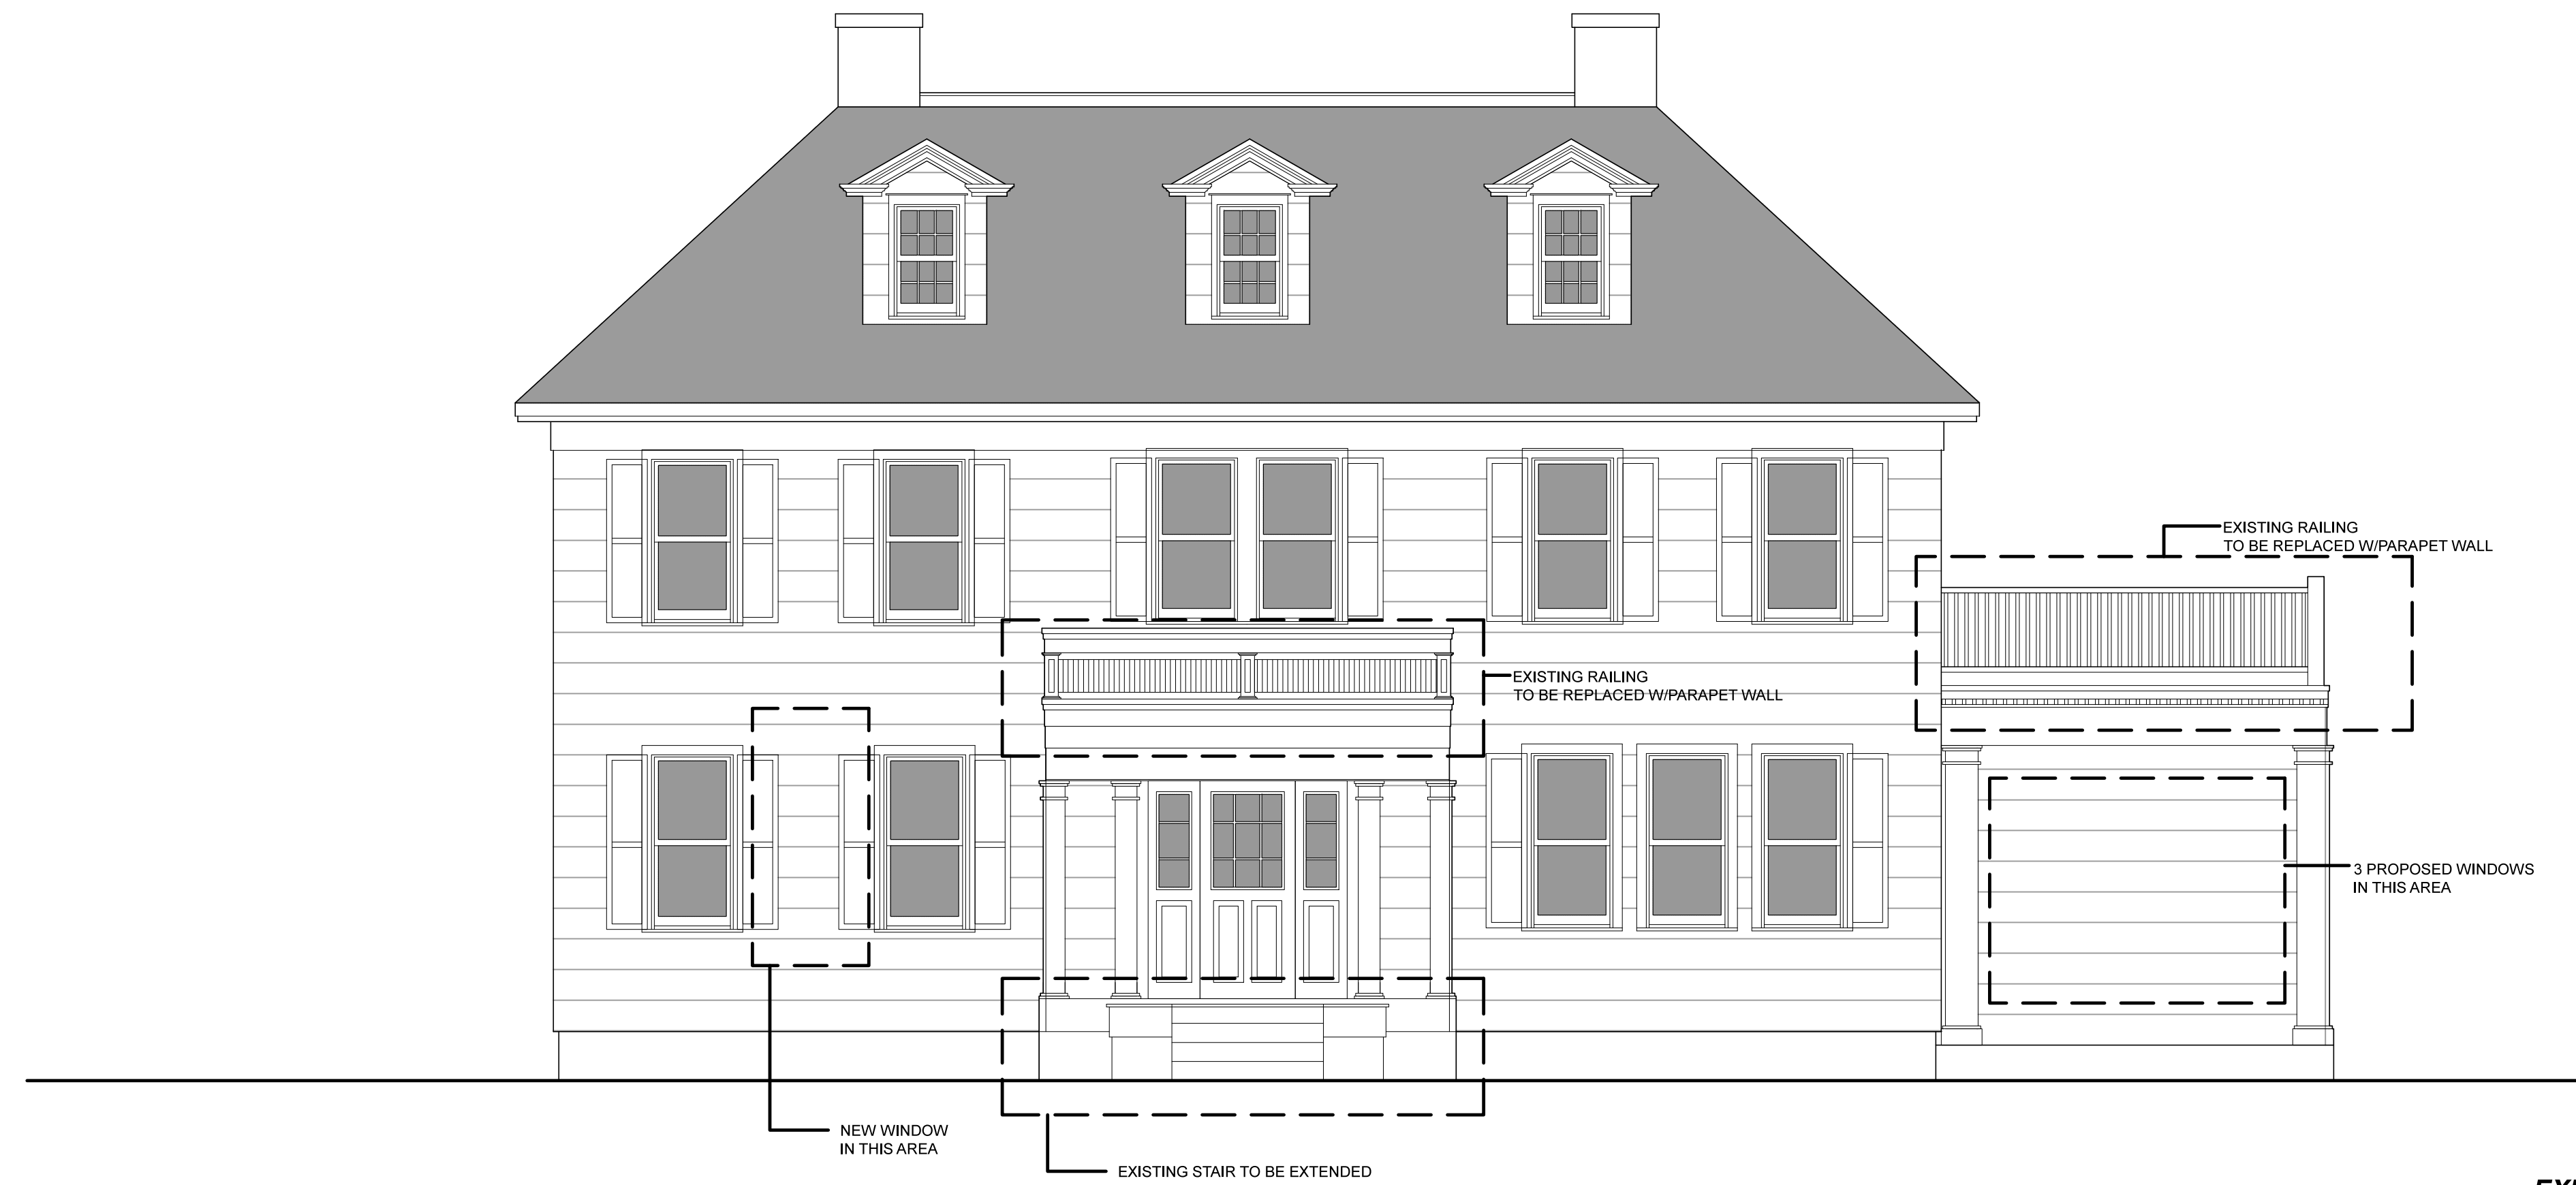 EXISTING RAILING
TO BE REPLACED W/PARAPET WALL
EXISTING RAILING
TO BE REPLACED W/PARAPET WALL
3 PROPOSED WINDOWS
IN THIS AREA
NEW WINDOW
IN THIS AREA
EXISTING STAIR TO BE EXTENDED